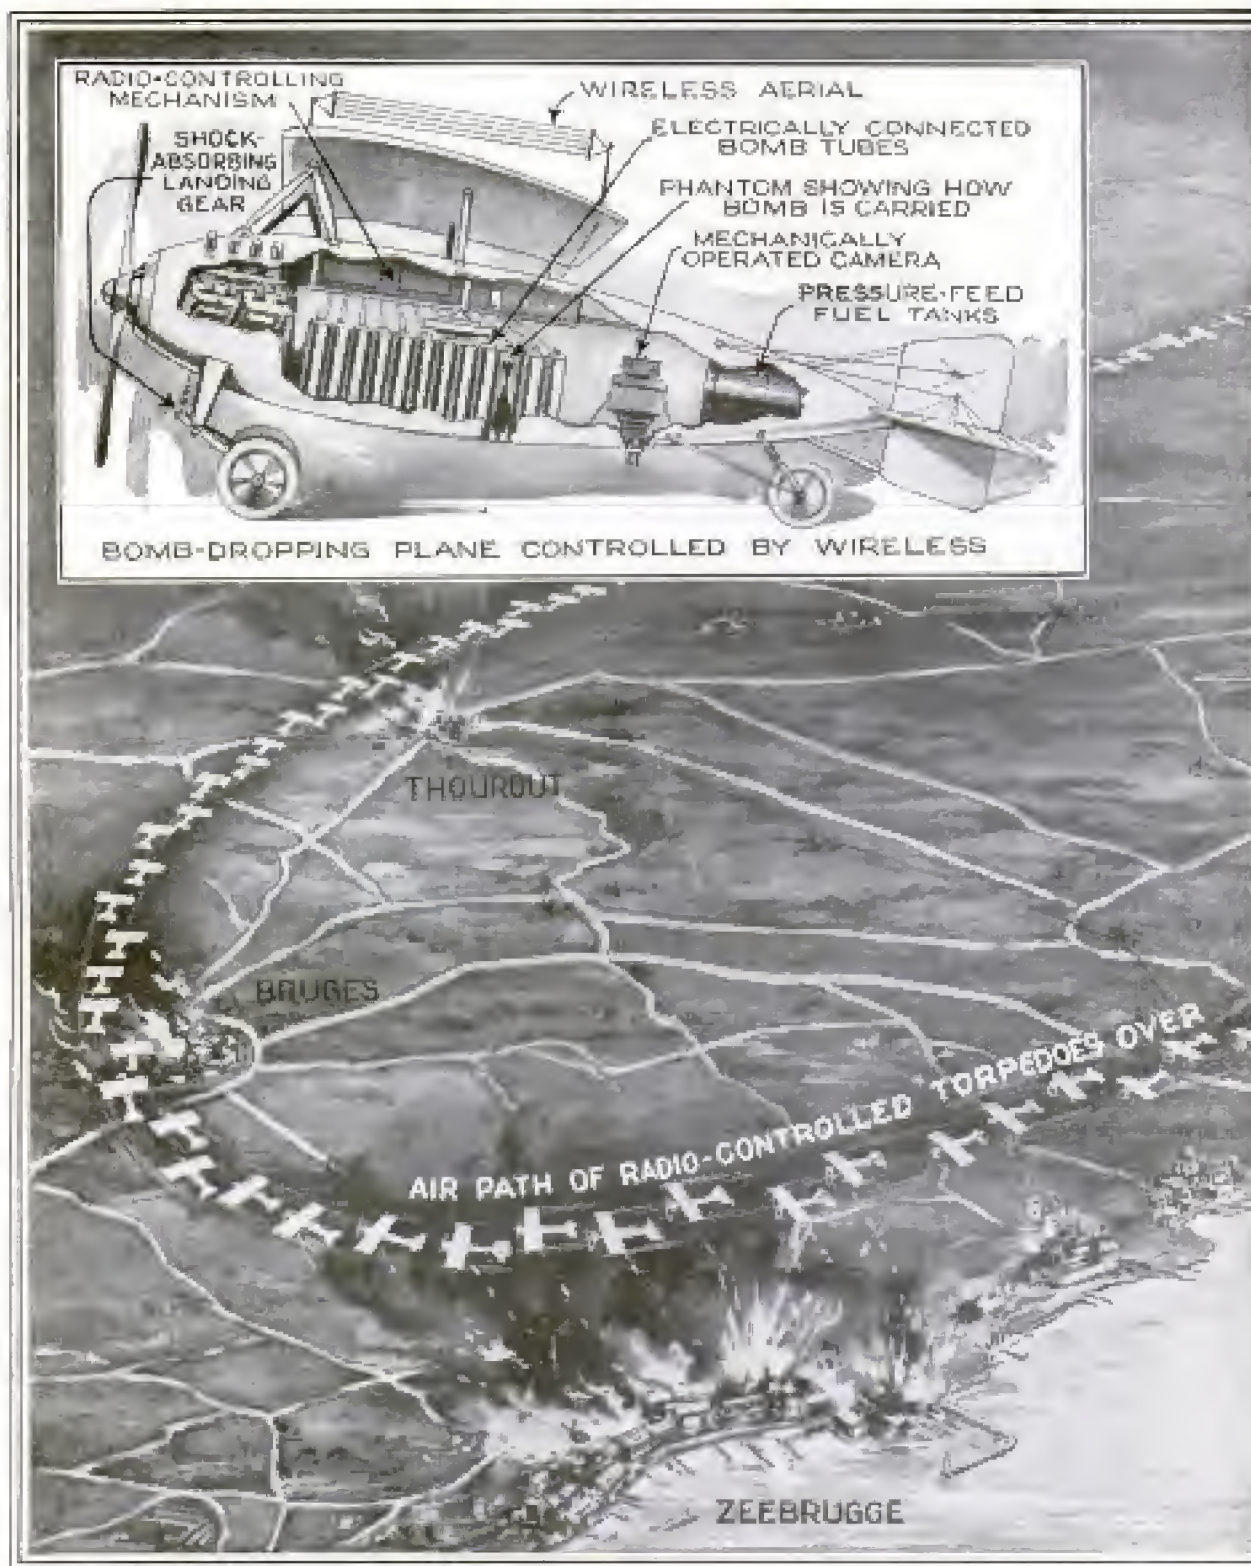 RADIO-CONTROLLING
MECHANISM
WIRELESS AERIAL
SHOCK-
ABSORBING
LANDING
GEAR
ELECTRICALLY CONNECTED
BOMB TUBES
PHANTOM SHOWING HOW
BOMB IS CARRIED
MECHANICALLY
OPERATED CAMERA
PRESSURE-FEED
FUEL TANKS
BOMB-DROPPING PLANE CONTROLLED BY WIRELESS
THOUROUT
BRUGES
AIR PATH OF RADIO-CONTROLLED TORPEDOES OVER
ZEEBRUGGE